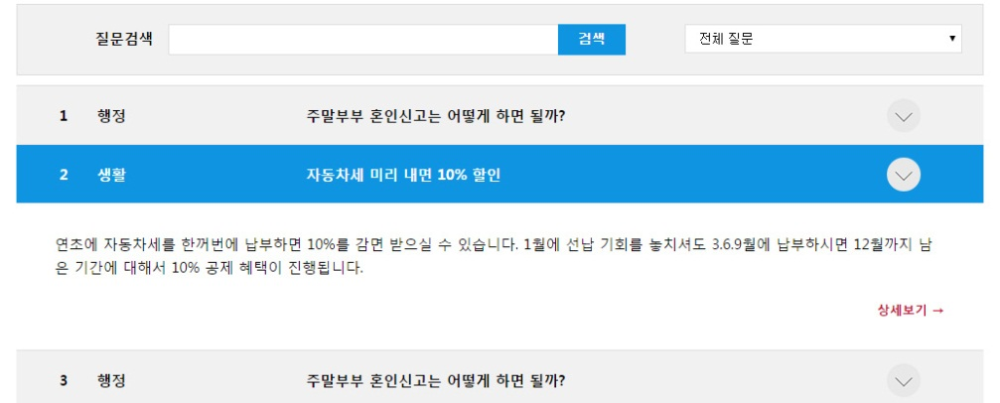 질문검색 검색 전체 질문
1 행정 주말부부 혼인신고는 어떻게 하면 될까?
2 생활 자동차세 미리 내면 10% 할인
연초에 자동차세를 한꺼번에 납부하면 10%를 감면 받으실 수 있습니다. 1월에 선납 기회를 놓치셔도 3.6.9월에 납부하시면 12월까지 남
은 기간에 대해서 10% 공제 혜택이 진행됩니다.
상세보기 →
3 행정 주말부부 혼인신고는 어떻게 하면 될까?